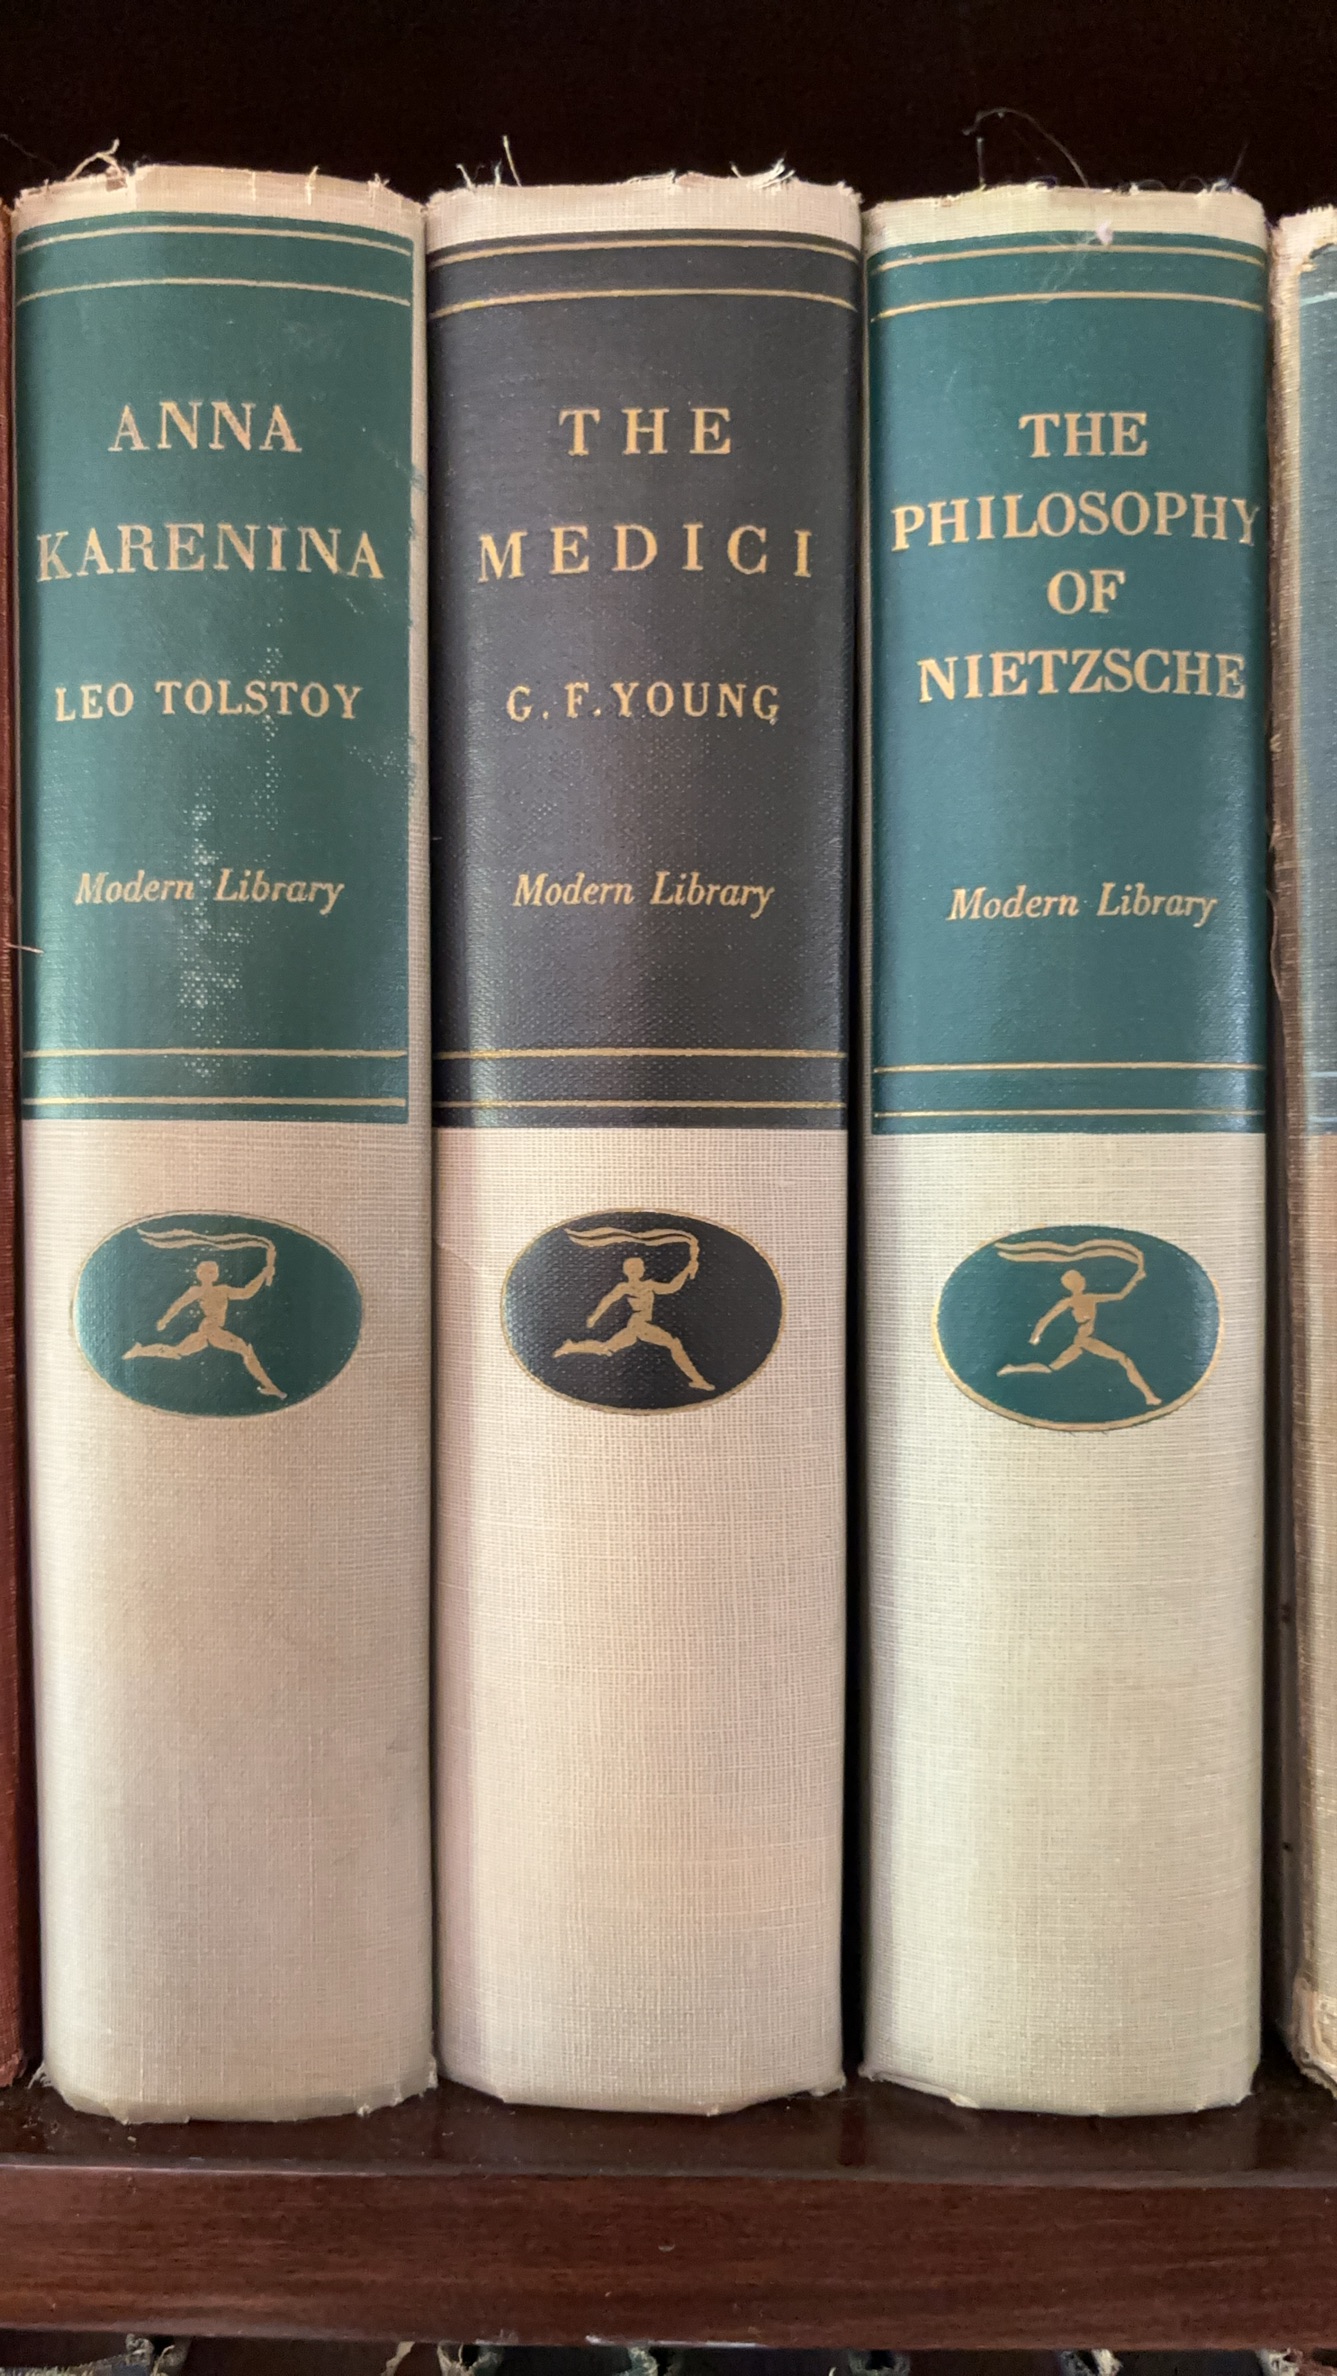 ANNA
KARENINA
LEO TOLSTOY
Modern Library
THE
MEDICI
G. F. YOUNG
Modern Library
THE
PHILOSOPHY
OF
NIETZSCHE
Modern Library